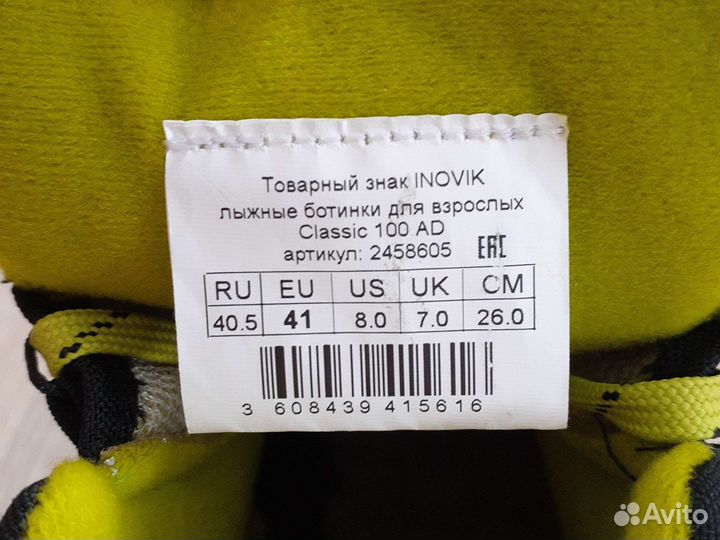 Товарный знак INOVIK
лыжные ботинки для взрослых
Classic 100 AD
артикул: 2458605 EAC
RU EU US UK CM
40.5 41 8.0 7.0 26.0
3 608439 415616
Avito